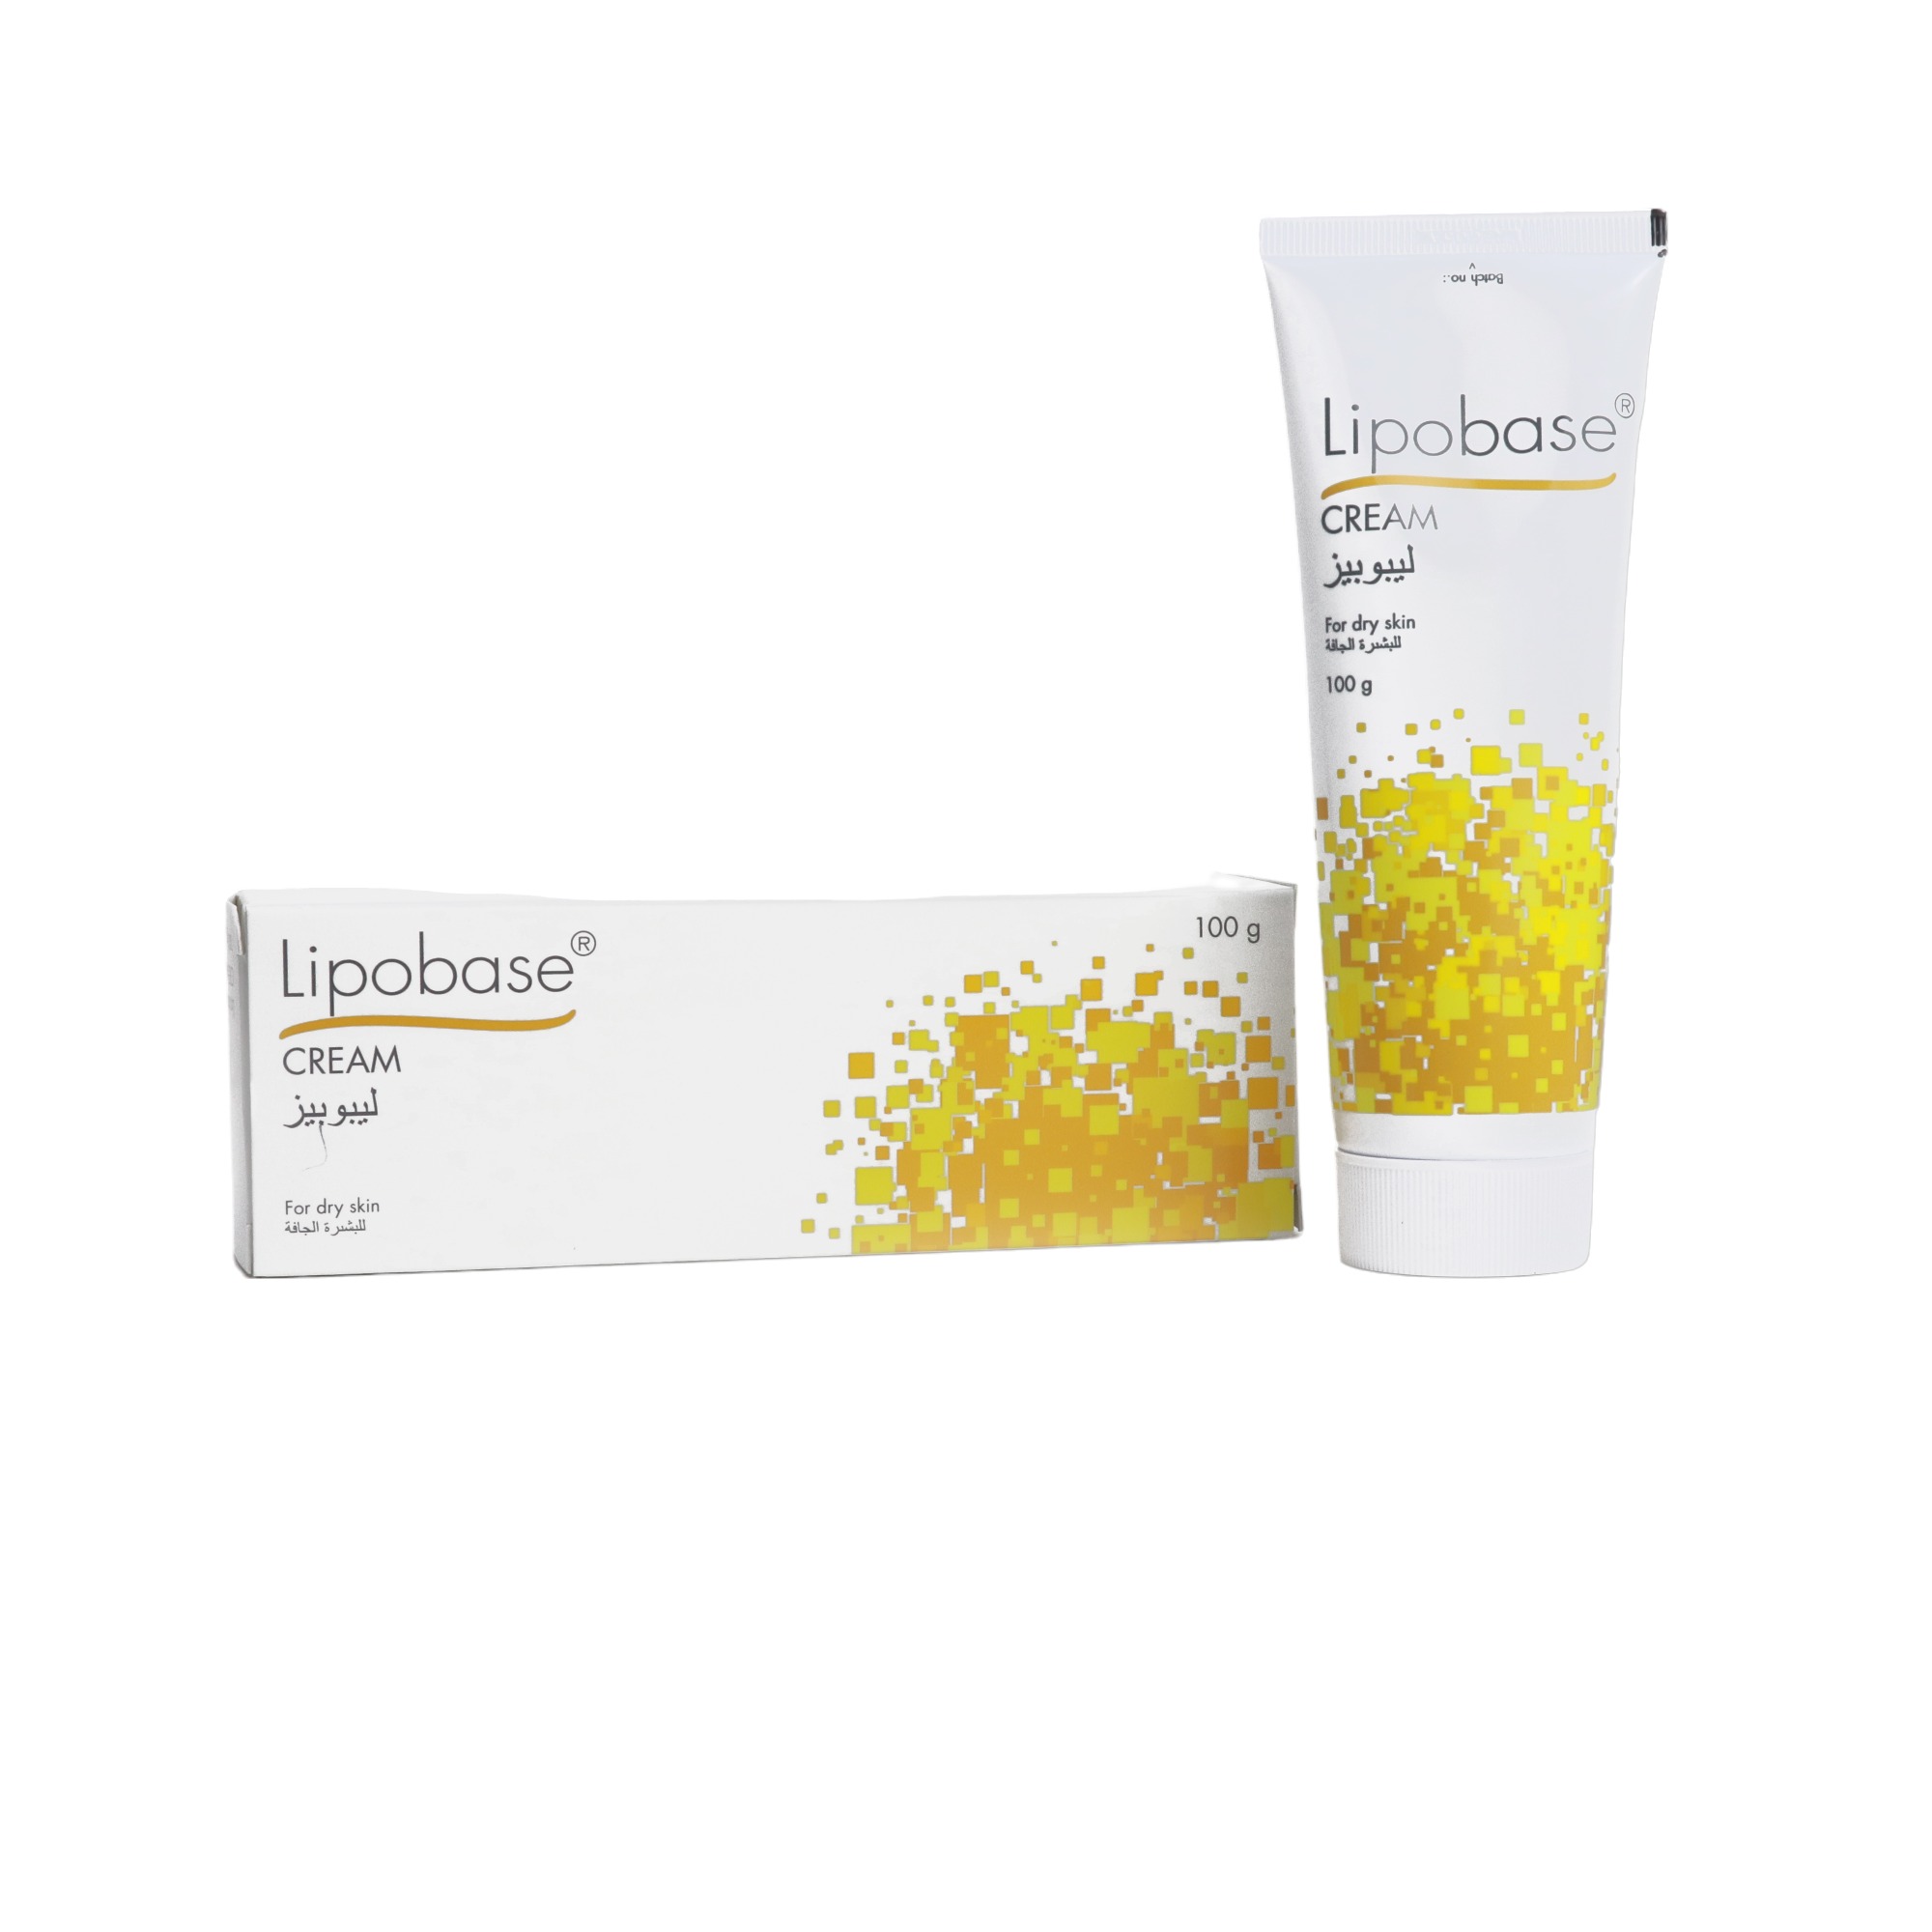 Lipobase®
CREAM
ليبوبيز
For dry skin
للبشرة الجافة
100 g
Batch no.:
Lipobase®
CREAM
ليبوبيز
For dry skin
للبشرة الجافة
100 g